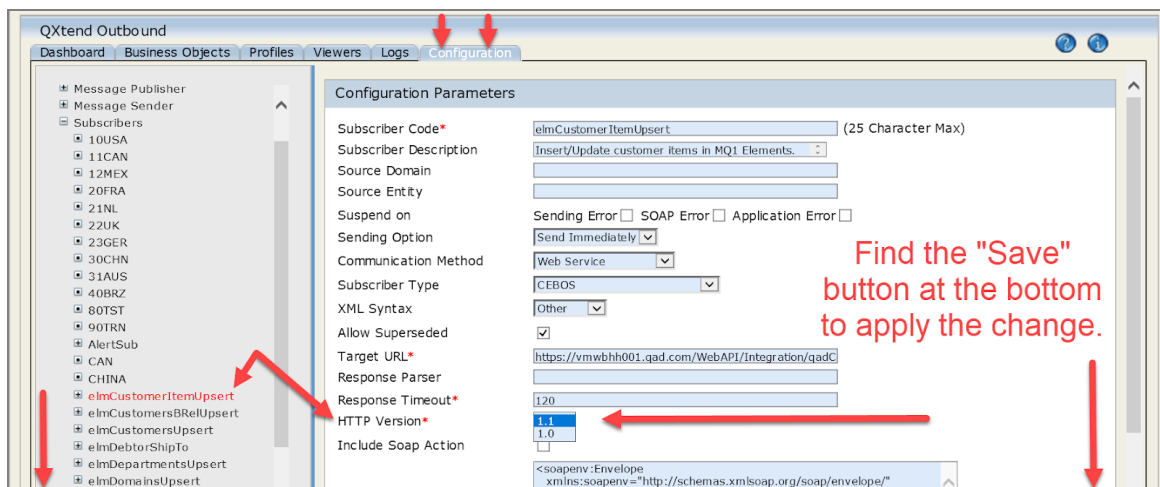 QXtend Outbound
Dashboard Business Objects Profiles Viewers Logs Configuration
Message Publisher
Message Sender
Subscribers
10USA
11CAN
12MEX
20FRA
21NL
22UK
23GER
30CHN
31AUS
40BRZ
80TST
90TRN
AlertSub
CAN
CHINA
elmCustomerItemUpsert
elmCustomersBRelUpsert
elmCustomersUpsert
elmDebtorShipTo
elmDepartmentsUpsert
elmDomainsUpsert
Configuration Parameters
Subscriber Code* elmCustomerItemUpsert (25 Character Max)
Subscriber Description Insert/Update customer items in MQ1 Elements.
Source Domain
Source Entity
Suspend on Sending Error SOAP Error Application Error
Sending Option Send Immediately
Communication Method Web Service
Subscriber Type CEBOS
XML Syntax Other
Allow Superseded
Target URL* https://vmwbhh001.qad.com/WebAPI/Integration/qadC
Response Parser
Response Timeout* 120
HTTP Version* 1.1
1.0
Include Soap Action
<soapenv:Envelope
xmlns:soapenv="http://schemas.xmlsoap.org/soap/envelope/"
Find the "Save"
button at the bottom
to apply the change.